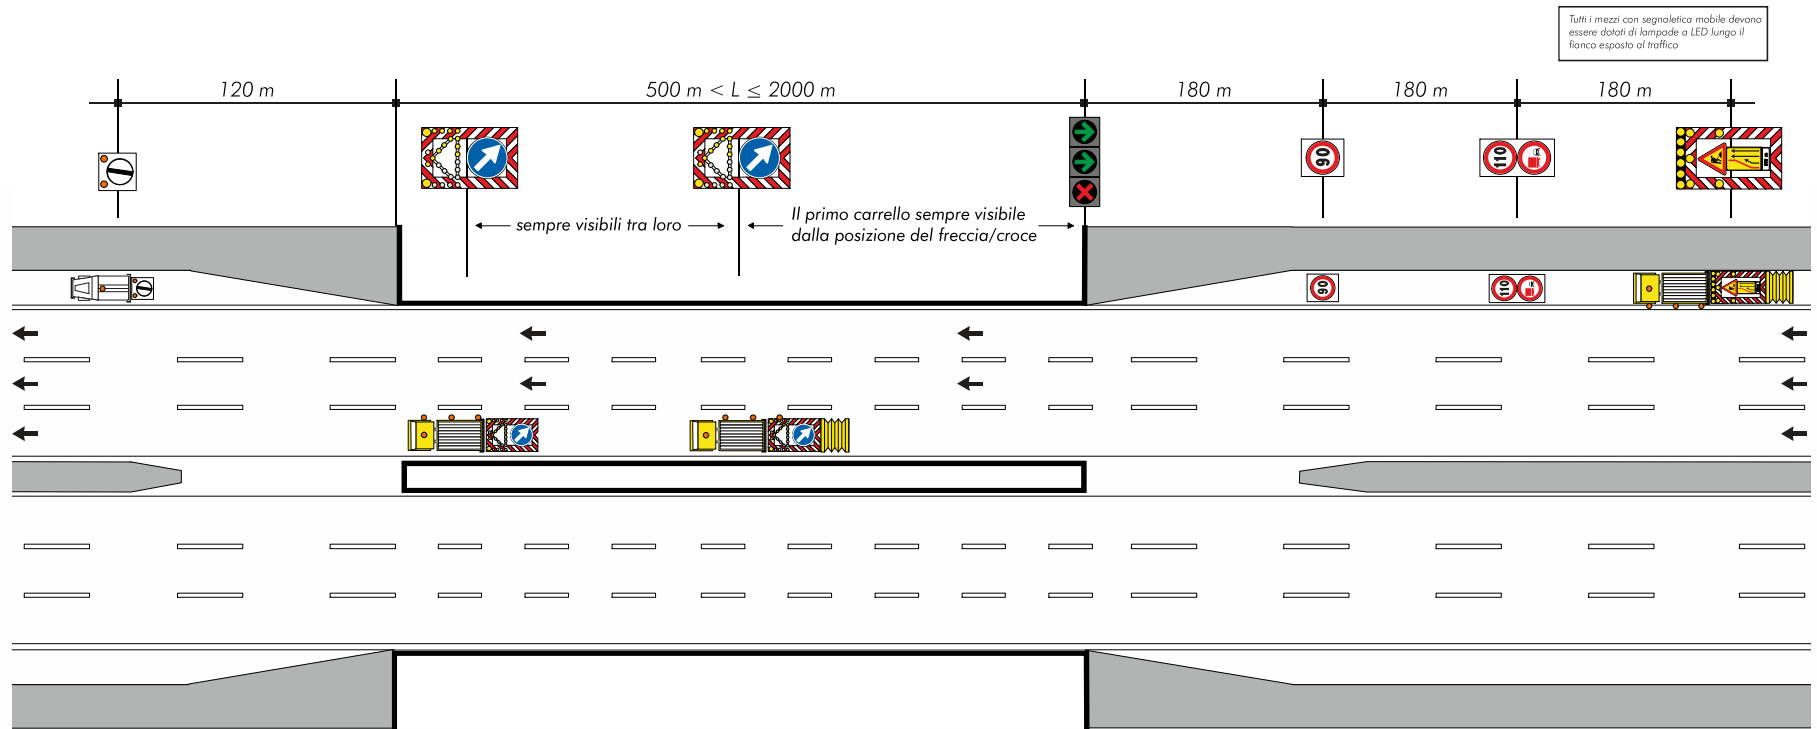 Tutti i mezzi con segnaletica mobile devono
essere dotati di lampade a LED lungo il
fianco esposto al traffico
120 m
500 m < L ≤ 2000 m
180 m
180 m
180 m
90
110
sempre visibili tra loro
Il primo carrello sempre visibile
dalla posizione del freccia/croce
90
110